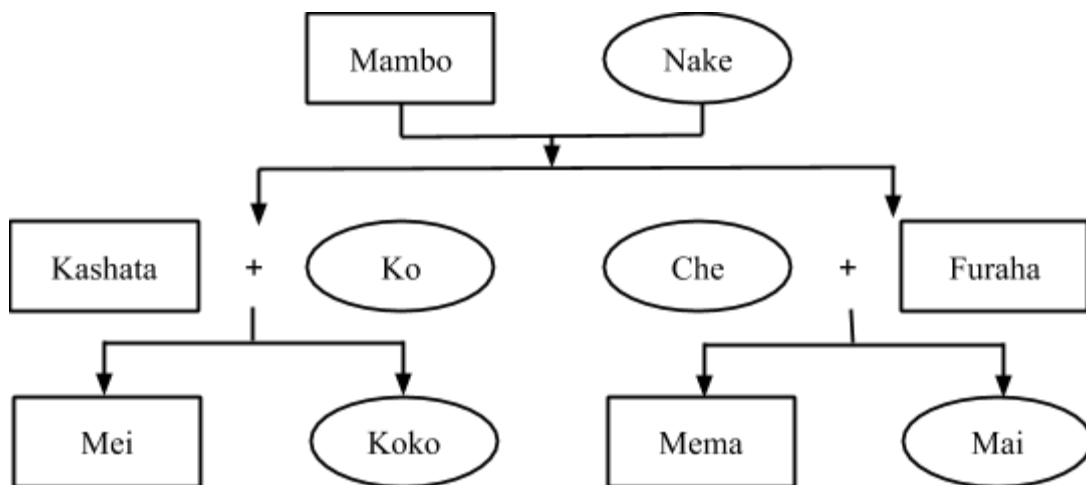 Mambo Nake
Kashata + Ko Che + Furaha
Mei Koko Mema Mai